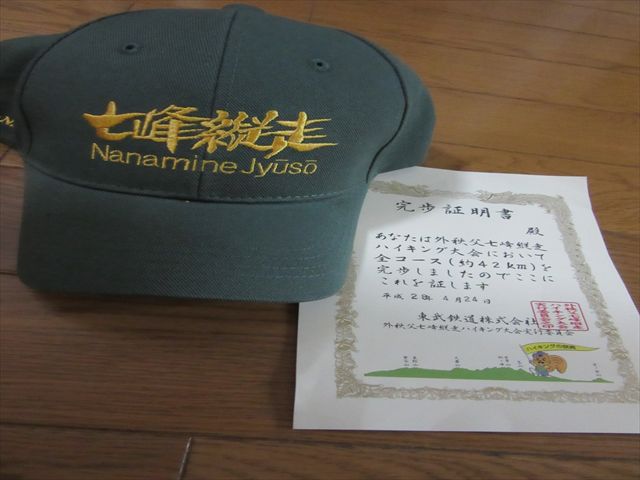 七峰縦走
Nanamine Jyūsō
N.
完歩証明書
殿
あなたは外秩父七峰縦走
ハイキング大会において
全コース(約42km)を
完歩しましたのでここに
これを証します
平成28年 4月24日
東武鉄道株式会社
外秩父七峰縦走ハイキング大会実行委員会